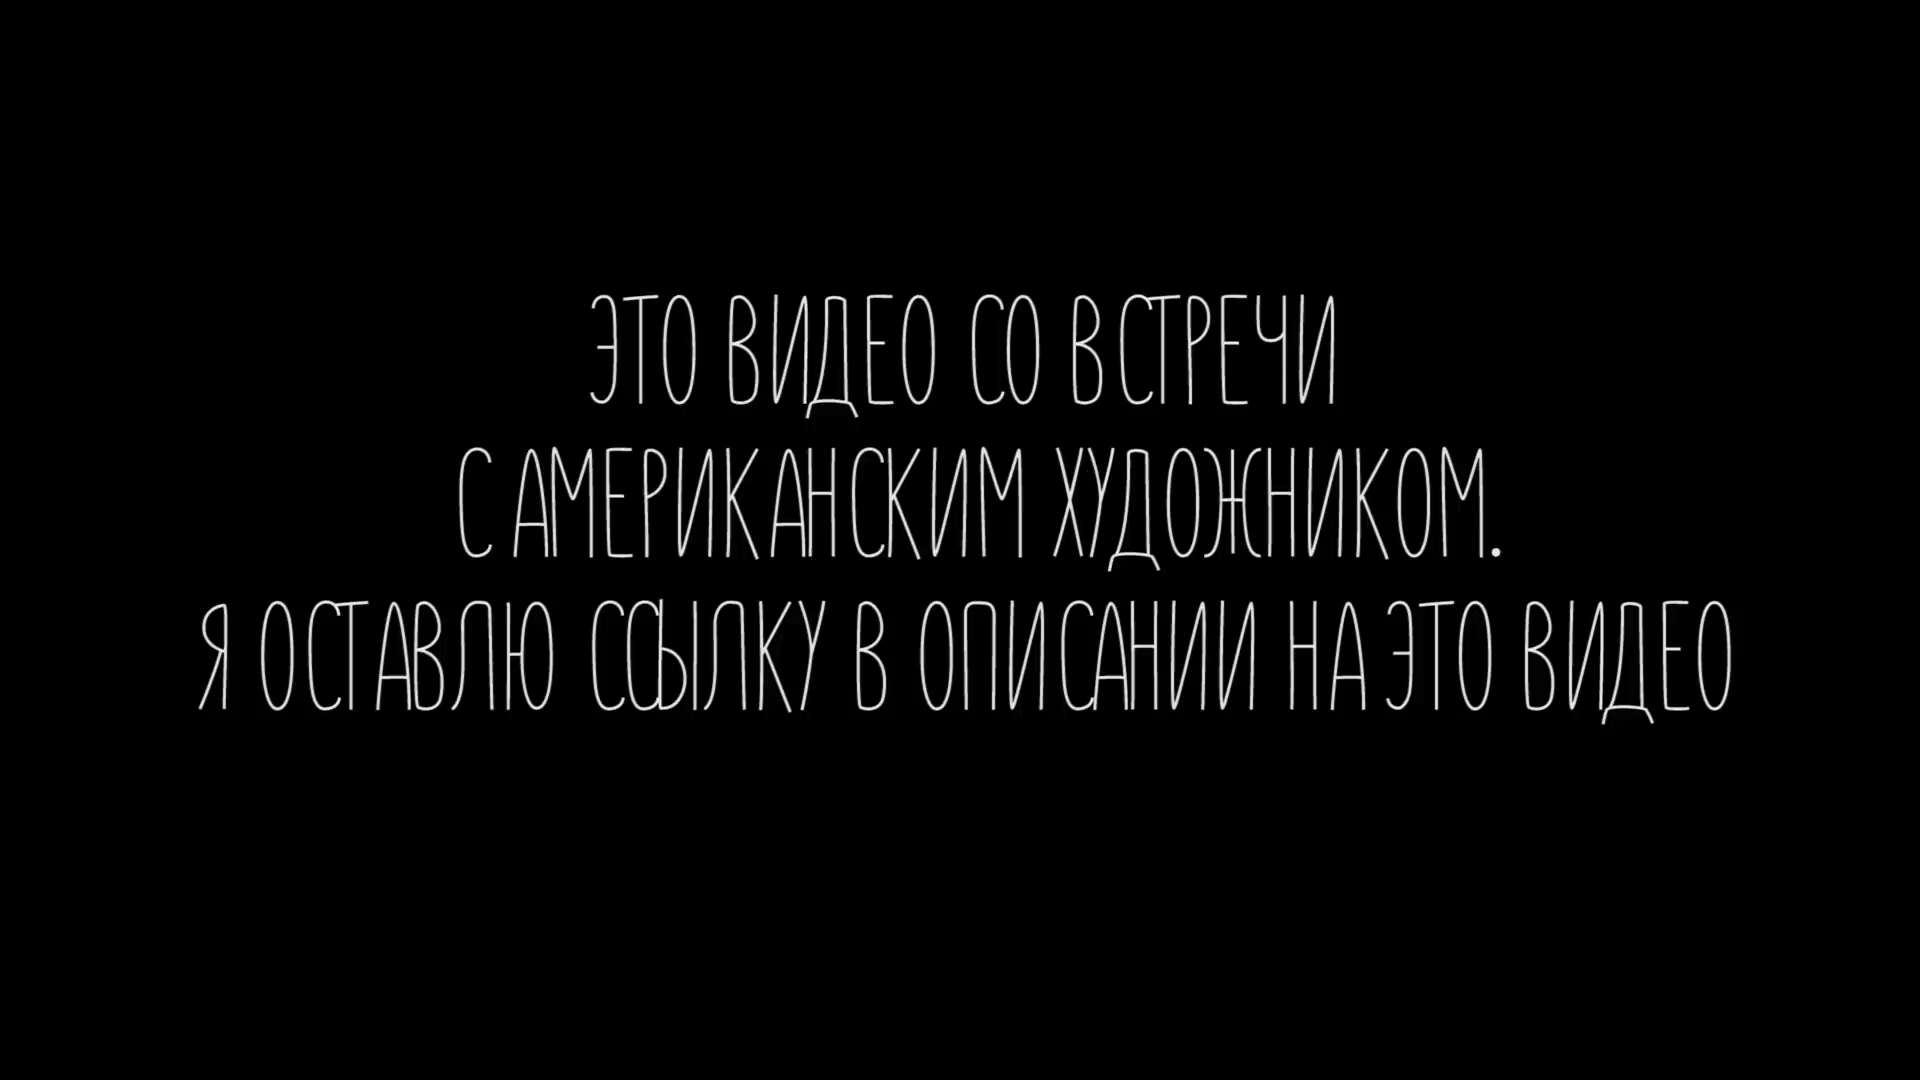 ЭТО ВИДЕО СО ВСТРЕЧИ
С АМЕРИКАНСКИМ ХУДОЖНИКОМ.
Я ОСТАВЛЮ ССЫЛКУ В ОПИСАНИИ НА ЭТО ВИДЕО